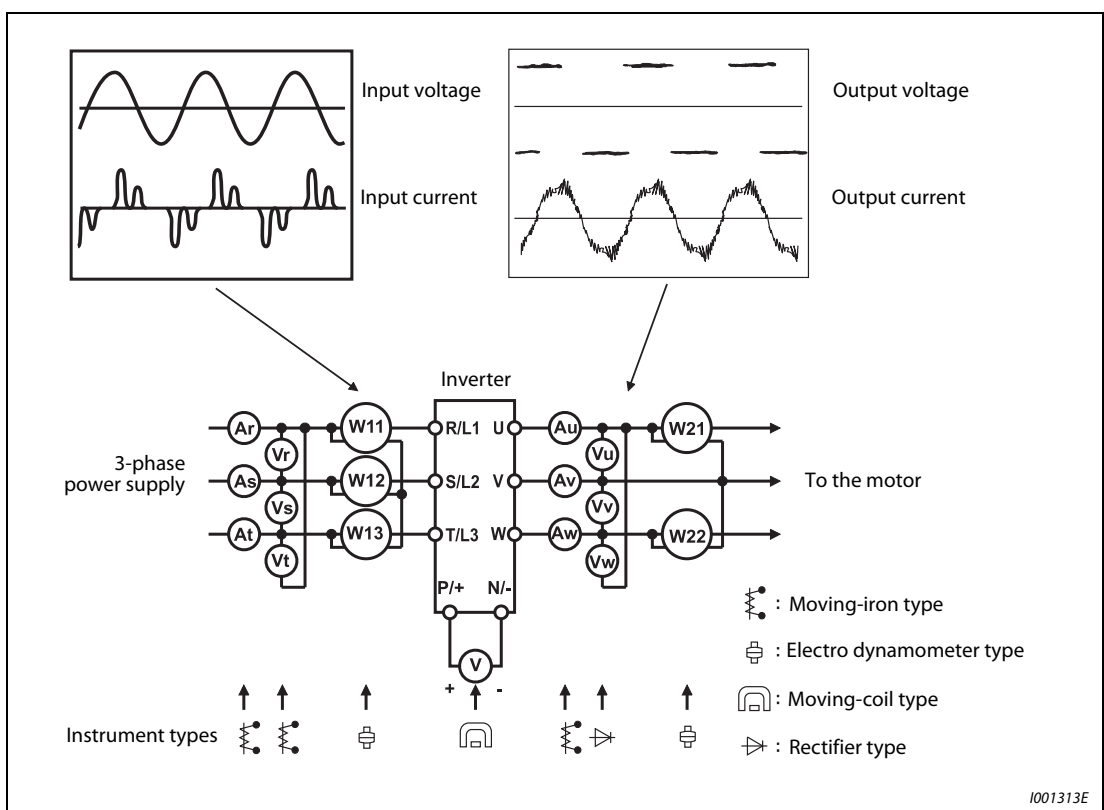 Input voltage
Input current
Output voltage
Output current
Inverter
3-phase
power supply
Ar
Vr
As
Vs
At
Vt
W11
W12
W13
R/L1 U
S/L2 V
T/L3 W
P/+ N/-
V
+ -
Au
Vu
Av
Vv
Aw
Vw
W21
W22
To the motor
: Moving-iron type
: Electro dynamometer type
: Moving-coil type
: Rectifier type
Instrument types
I001313E